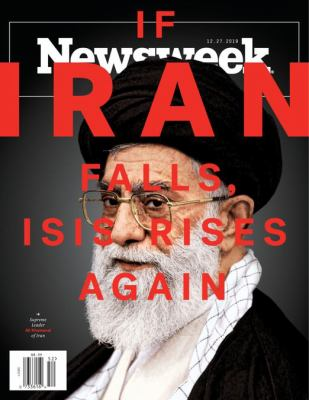 IF
12.27.2019
Newsweek
IRAN
FALLS,
ISIS RISES
AGAIN
Supreme
Leader
Ali Khamenei
of Iran